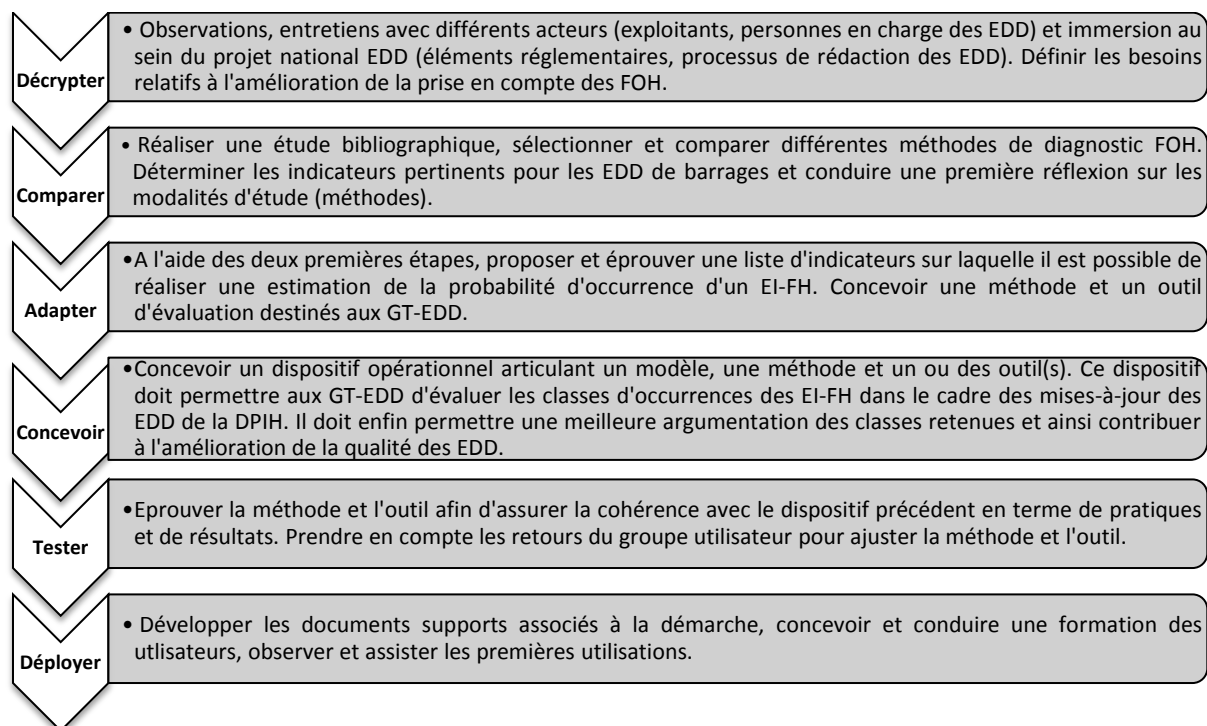 • Observations, entretiens avec différents acteurs (exploitants, personnes en charge des EDD) et immersion au
sein du projet national EDD (éléments réglementaires, processus de rédaction des EDD). Définir les besoins
Décrypter
relatifs à l'amélioration de la prise en compte des FOH.
• Réaliser une étude bibliographique, sélectionner et comparer différentes méthodes de diagnostic FOH.
Déterminer les indicateurs pertinents pour les EDD de barrages et conduire une première réflexion sur les
Comparer
modalités d'étude (méthodes).
•A l'aide des deux premières étapes, proposer et éprouver une liste d'indicateurs sur laquelle il est possible de
réaliser une estimation de la probabilité d'occurrence d'un EI-FH. Concevoir une méthode et un outil
Adapter
d'évaluation destinés aux GT-EDD.
•Concevoir un dispositif opérationnel articulant un modèle, une méthode et un ou des outil(s). Ce dispositif
doit permettre aux GT-EDD d'évaluer les classes d'occurrences des EI-FH dans le cadre des mises-à-jour des
Concevoir
EDD de la DPIH. Il doit enfin permettre une meilleure argumentation des classes retenues et ainsi contribuer
à l'amélioration de la qualité des EDD.
•Eprouver la méthode et l'outil afin d'assurer la cohérence avec le dispositif précédent en terme de pratiques
Tester
et de résultats. Prendre en compte les retours du groupe utilisateur pour ajuster la méthode et l'outil.
• Développer les documents supports associés à la démarche, concevoir et conduire une formation des
Déployer
utlisateurs, observer et assister les premières utilisations.